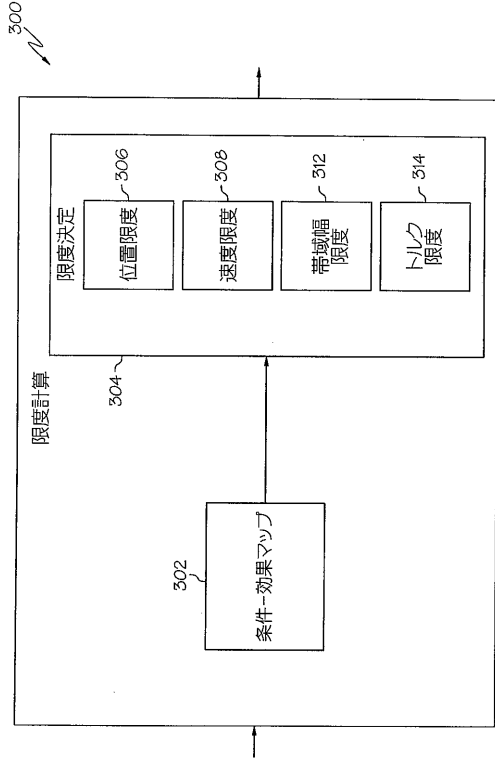 300
限度計算
302
条件-効果マップ
304
限度決定
306
位置限度
308
速度限度
312
帯域幅
限度
314
トルク
限度